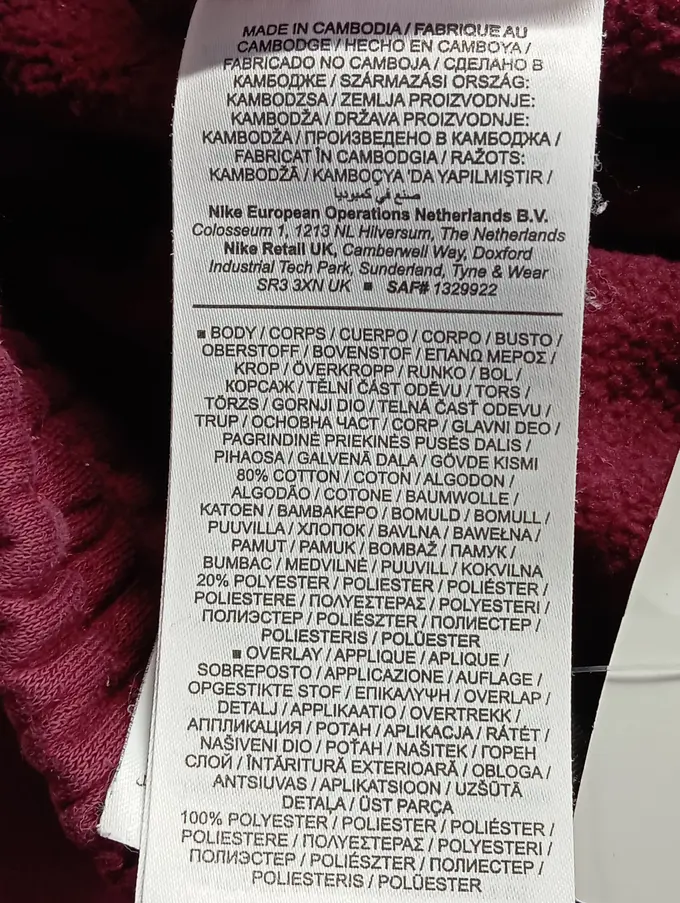 MADE IN CAMBODIA / FABRIQUÉ AU
CAMBODGE / HECHO EN CAMBOYA /
FABRICADO NO CAMBOJA / СДЕЛАНО В
КАМБОДЖЕ / SZÁRMAZÁSI ORSZÁG:
KAMBODZSA / ZEMLJA PROIZVODNJE:
KAMBODŽA / DRŽAVA PROIZVODNJE:
KAMBODŽA / ПРОИЗВЕДЕНО В КАМБОДЖА /
FABRICAT ÎN CAMBODGIA / RAŽOTS:
KAMBODŽĀ / KAMBOÇYA 'DA YAPILMIŞTIR /
صنع في كمبوديا
Nike European Operations Netherlands B.V.
Colosseum 1, 1213 NL Hilversum, The Netherlands
Nike Retail UK, Camberwell Way, Doxford
Industrial Tech Park, Sunderland, Tyne & Wear
SR3 3XN UK ■ SAF# 1329922
■ BODY / CORPS / CUERPO / CORPO / BUSTO /
OBERSTOFF / BOVENSTOF / ΕΠΑΝΩ ΜΕΡΟΣ /
KROP / ÖVERKROPP / RUNKO / BOL /
КОРСАЖ / TĚLNÍ ČÁST ODĚVU / TORS /
TÖRZS / GORNJI DIO / TELNÁ ČASŤ ODEVU /
TRUP / ОСНОВНА ЧАСТ / CORP / GLAVNI DEO /
PAGRINDINĖ PRIEKINĖS PUSĖS DALIS /
PIHAOSA / GALVENĀ DAĻA / GÖVDE KISMI
80% COTTON / COTON / ALGODON /
ALGODÃO / COTONE / BAUMWOLLE /
KATOEN / ΒΑΜΒΑΚΕΡΟ / BOMULD / BOMULL /
PUUVILLA / ХЛОПОК / BAVLNA / BAWEŁNA /
PAMUT / PAMUK / BOMBAŽ / ПАМУК /
BUMBAC / MEDVILNĖ / PUUVILL / KOKVILNA
20% POLYESTER / POLIESTER / POLIÉSTER /
POLIESTERE / ΠΟΛΥΕΣΤΕΡΑΣ / POLYESTERI /
ПОЛИЭСТЕР / POLIÉSZTER / ПОЛИЕСТЕР /
POLIESTERIS / POLÜESTER
■ OVERLAY / APPLIQUE / APLIQUE /
SOBREPOSTO / APPLICAZIONE / AUFLAGE /
OPGESTIKTE STOF / ΕΠΙΚΑΛΥΨΗ / OVERLAP /
DETALJ / APPLIKAATIO / OVERTREKK /
АППЛИКАЦИЯ / POTAH / APLIKACJA / RÁTÉT /
NAŠIVENI DIO / POŤAH / NAŠITEK / ГОРЕН
СЛОЙ / ÎNTĂRITURĂ EXTERIOARĂ / OBLOGA /
ANTSIUVAS / APLIKATSIOON / UZŠŪTĀ
DETAĻA / ÜST PARÇA
100% POLYESTER / POLIESTER / POLIÉSTER /
POLIESTERE / ΠΟΛΥΕΣΤΕΡΑΣ / POLYESTERI /
ПОЛИЭСТЕР / POLIÉSZTER / ПОЛИЕСТЕР /
POLIESTERIS / POLÜESTER